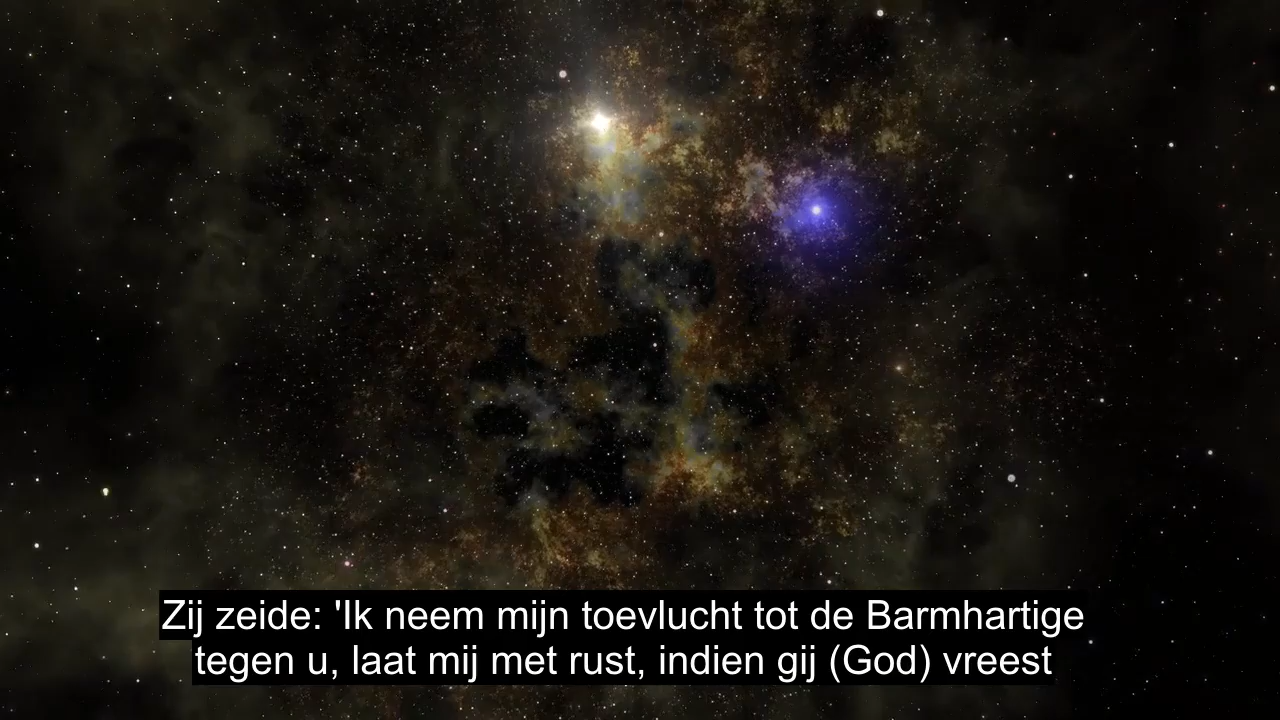 Zij zeide: 'Ik neem mijn toevlucht tot de Barmhartige
tegen u, laat mij met rust, indien gij (God) vreest